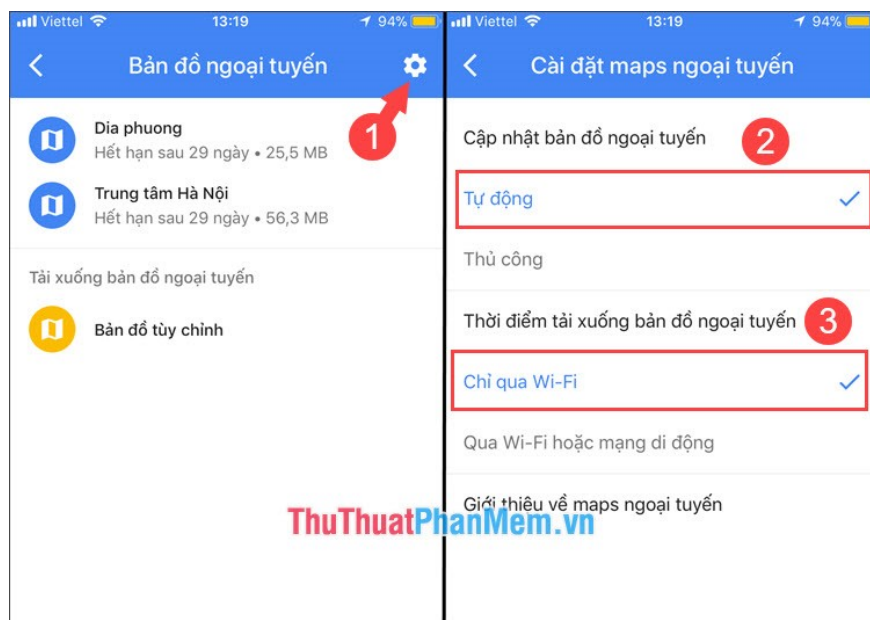 Viettel 13:19 94%
Bản đồ ngoại tuyến
1
Dia phuong
Hết hạn sau 29 ngày • 25,5 MB
Trung tâm Hà Nội
Hết hạn sau 29 ngày • 56,3 MB
Tải xuống bản đồ ngoại tuyến
Bản đồ tùy chỉnh
Viettel 13:19 94%
Cài đặt maps ngoại tuyến
Cập nhật bản đồ ngoại tuyến 2
Tự động
Thủ công
Thời điểm tải xuống bản đồ ngoại tuyến 3
Chỉ qua Wi-Fi
Qua Wi-Fi hoặc mạng di động
Giới thiệu về maps ngoại tuyến
ThuThuatPhanMem.vn